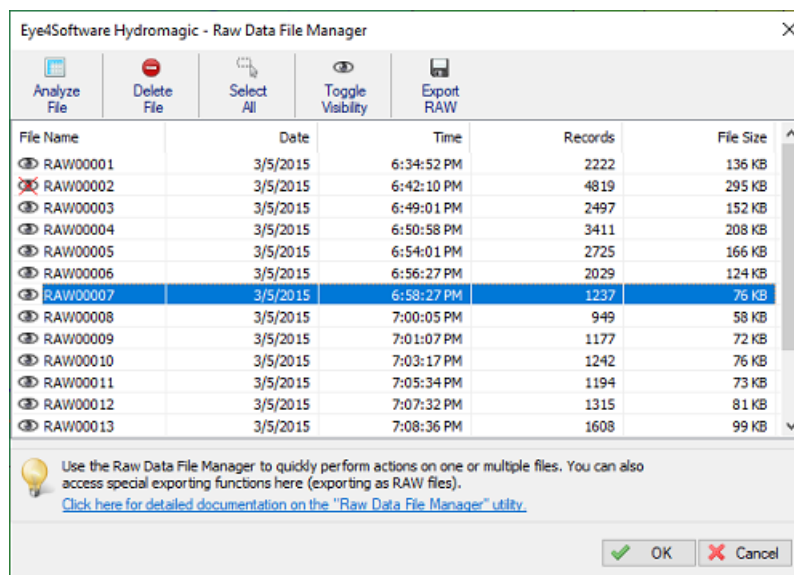 Eye4Software Hydromagic - Raw Data File Manager
Analyze File
Delete File
Select All
Toggle Visibility
Export RAW
File Name Date Time Records File Size
RAW00001 3/5/2015 6:34:52 PM 2222 136 KB
RAW00002 3/5/2015 6:42:10 PM 4819 295 KB
RAW00003 3/5/2015 6:49:01 PM 2497 152 KB
RAW00004 3/5/2015 6:50:58 PM 3411 208 KB
RAW00005 3/5/2015 6:54:01 PM 2725 166 KB
RAW00006 3/5/2015 6:56:27 PM 2029 124 KB
RAW00007 3/5/2015 6:58:27 PM 1237 76 KB
RAW00008 3/5/2015 7:00:05 PM 949 58 KB
RAW00009 3/5/2015 7:01:07 PM 1177 72 KB
RAW00010 3/5/2015 7:03:17 PM 1242 76 KB
RAW00011 3/5/2015 7:05:34 PM 1194 73 KB
RAW00012 3/5/2015 7:07:32 PM 1315 81 KB
RAW00013 3/5/2015 7:08:36 PM 1608 99 KB
Use the Raw Data File Manager to quickly perform actions on one or multiple files. You can also
access special exporting functions here (exporting as RAW files).
Click here for detailed documentation on the "Raw Data File Manager" utility.
OK Cancel